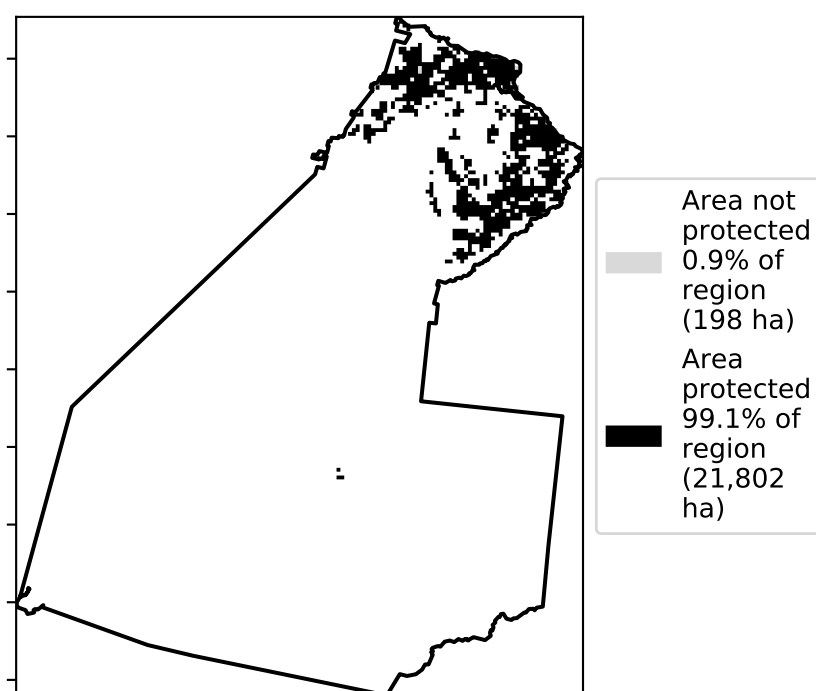 Area not
protected
0.9% of
region
(198 ha)
Area
protected
99.1% of
region
(21,802
ha)